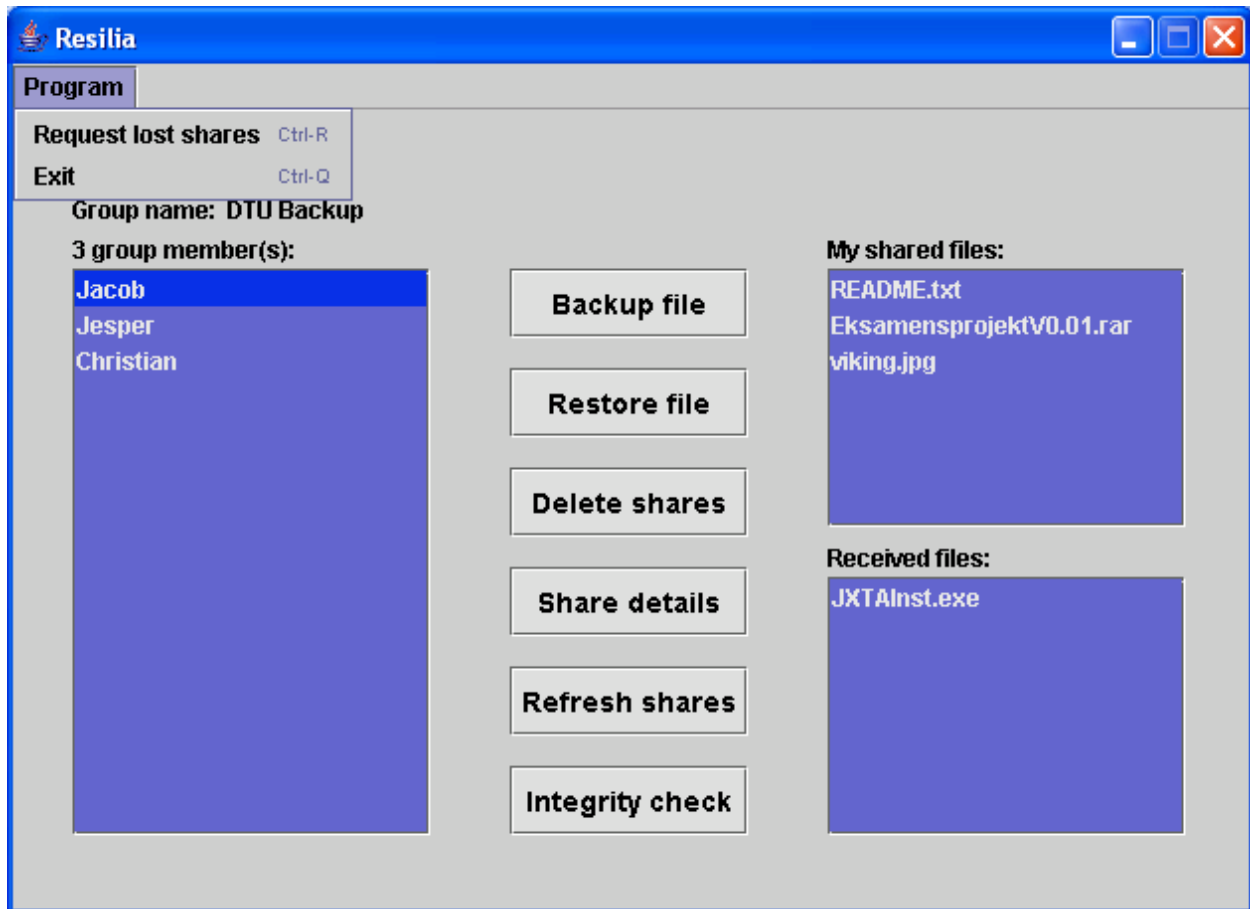 Resilia
Program
Request lost shares Ctrl-R
Exit Ctrl-Q
Group name: DTU Backup
3 group member(s):
Jacob
Jesper
Christian
Backup file
Restore file
Delete shares
Share details
Refresh shares
Integrity check
My shared files:
README.txt
EksamensprojektV0.01.rar
viking.jpg
Received files:
JXTAInst.exe